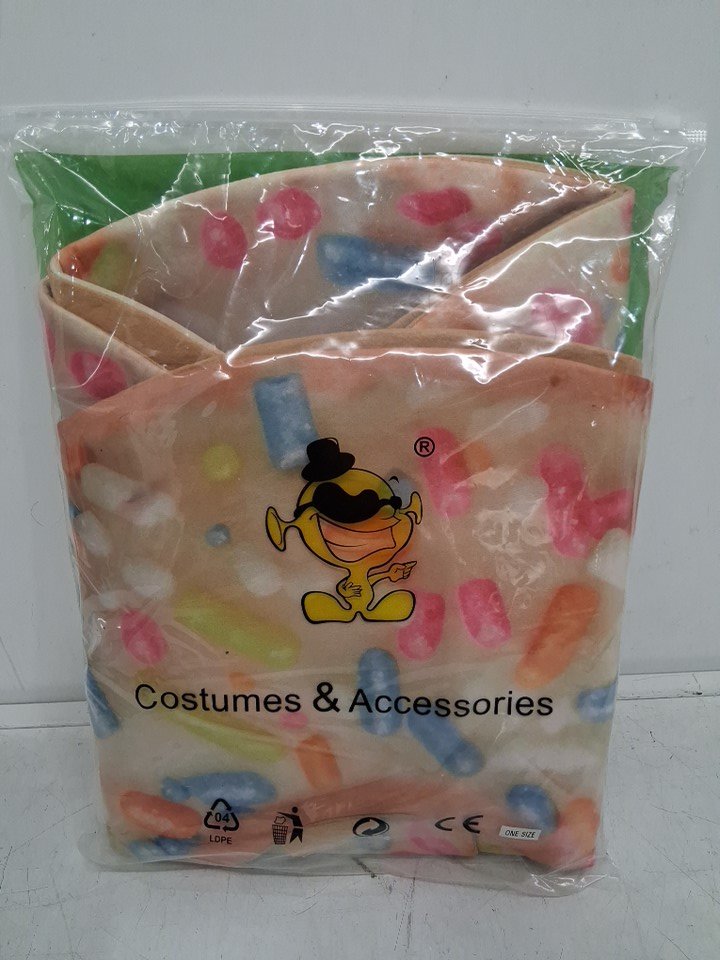 ®
Costumes & Accessories
04
LDPE
CE
ONE SIZE